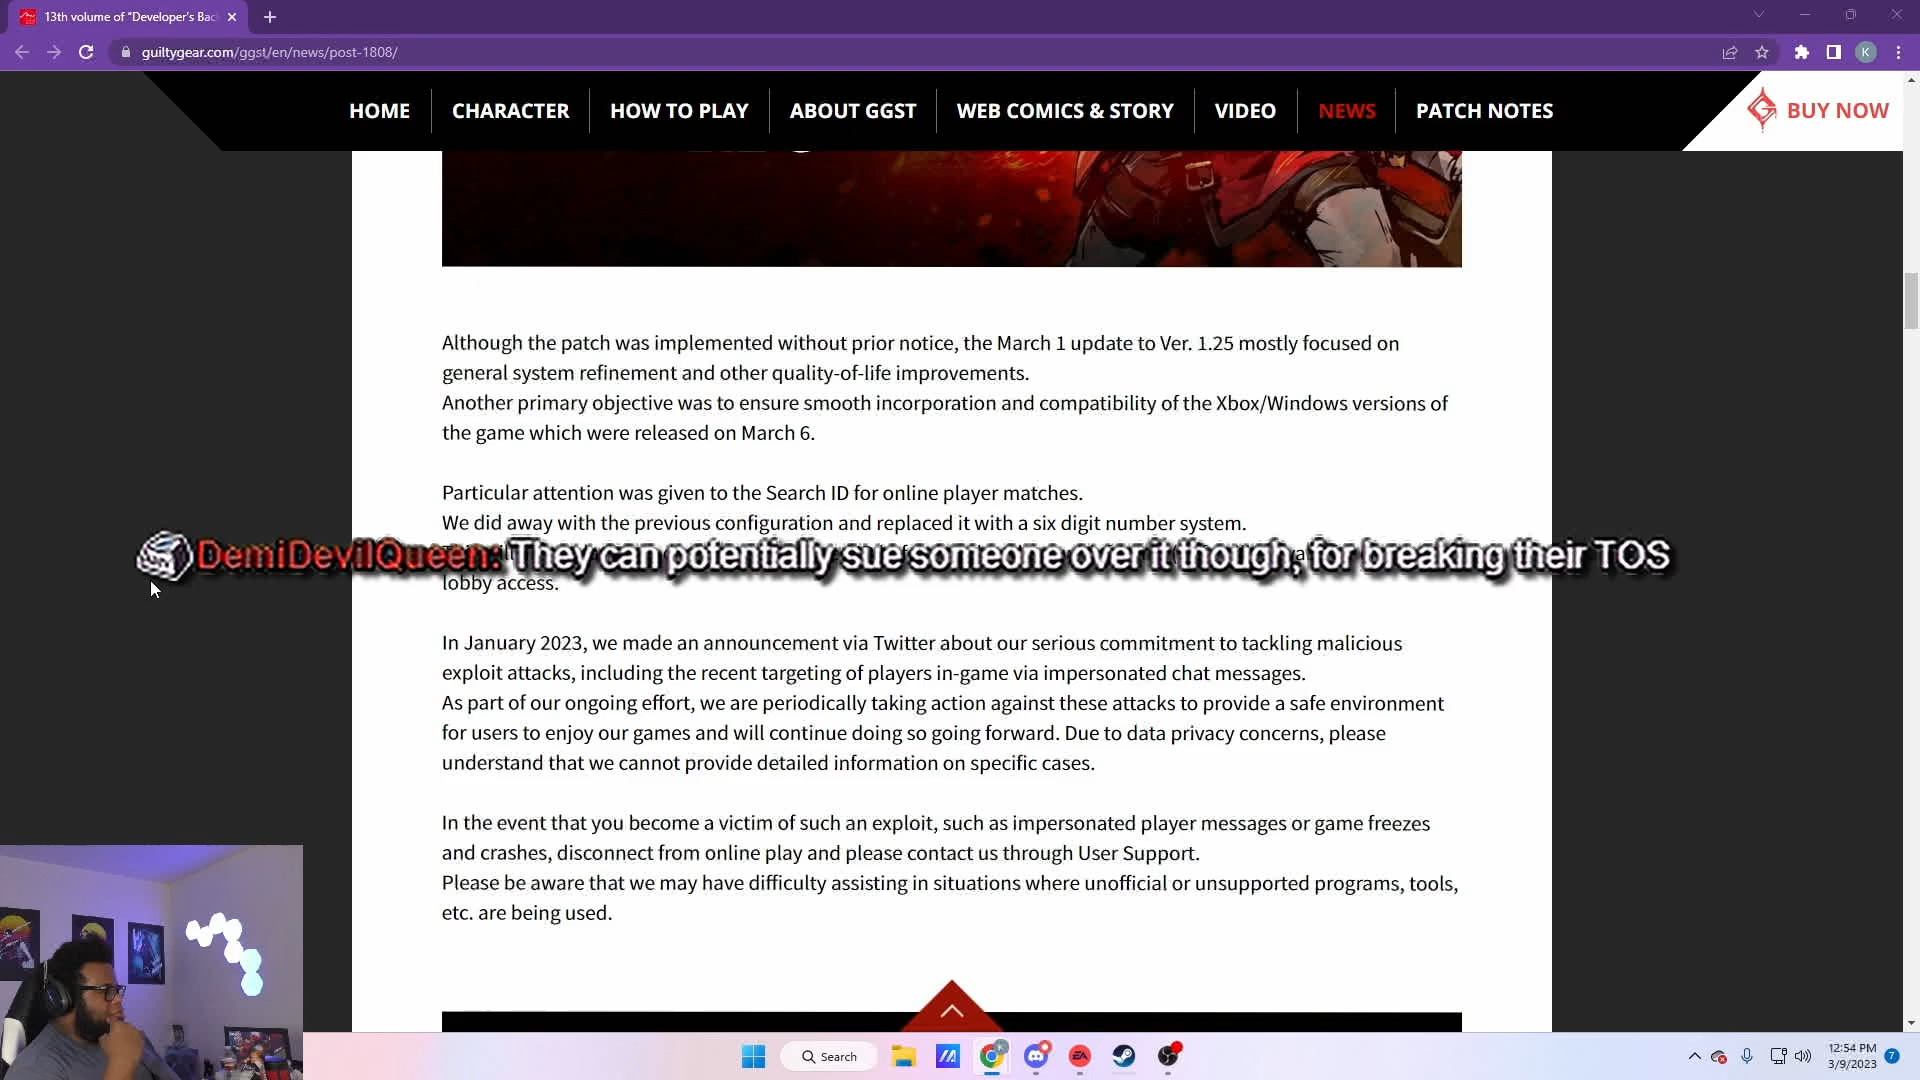 13th volume of "Developer's Bac
guiltygear.com/ggst/en/news/post-1808/
K
HOME
CHARACTER
HOW TO PLAY
ABOUT GGST
WEB COMICS & STORY
VIDEO
NEWS
PATCH NOTES
BUY NOW
Although the patch was implemented without prior notice, the March 1 update to Ver. 1.25 mostly focused on
general system refinement and other quality-of-life improvements.
Another primary objective was to ensure smooth incorporation and compatibility of the Xbox/Windows versions of
the game which were released on March 6.
Particular attention was given to the Search ID for online player matches.
We did away with the previous configuration and replaced it with a six digit number system.
DemiDevilQueen: They can potentially sue someone over it though, for breaking their TOS
lobby access.
In January 2023, we made an announcement via Twitter about our serious commitment to tackling malicious
exploit attacks, including the recent targeting of players in-game via impersonated chat messages.
As part of our ongoing effort, we are periodically taking action against these attacks to provide a safe environment
for users to enjoy our games and will continue doing so going forward. Due to data privacy concerns, please
understand that we cannot provide detailed information on specific cases.
In the event that you become a victim of such an exploit, such as impersonated player messages or game freezes
and crashes, disconnect from online play and please contact us through User Support.
Please be aware that we may have difficulty assisting in situations where unofficial or unsupported programs, tools,
etc. are being used.
Search
K
EA
12:54 PM
3/9/2023
7